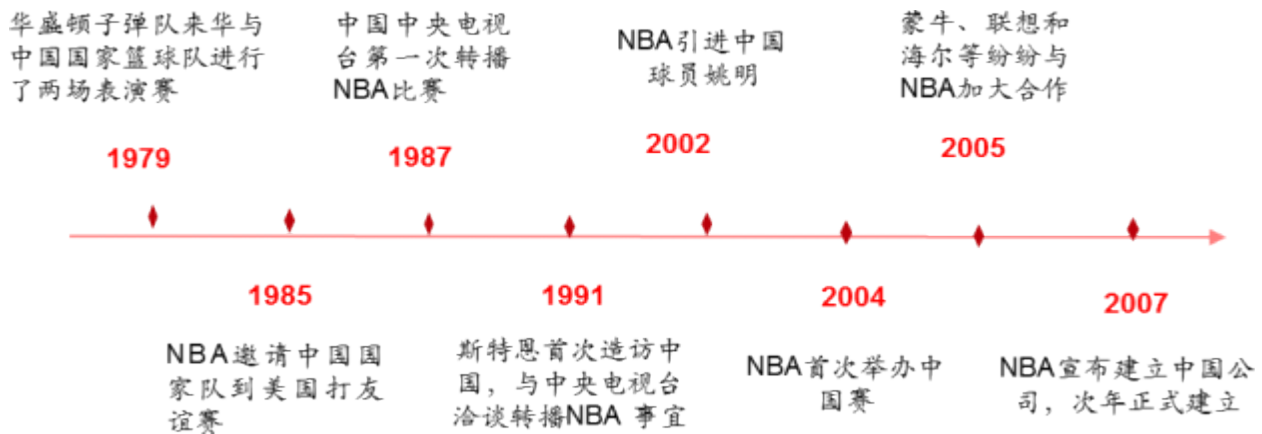 华盛顿子弹队来华与
中国国家篮球队进行
了两场表演赛
1979
中国中央电视
台第一次转播
NBA比赛
1987
NBA引进中国
球员姚明
2002
蒙牛、联想和
海尔等纷纷与
NBA加大合作
2005
1985
NBA邀请中国国
家队到美国打友
谊赛
1991
斯特恩首次造访中
国，与中央电视台
洽谈转播NBA 事宜
2004
NBA首次举办中
国赛
2007
NBA宣布建立中国公
司，次年正式建立